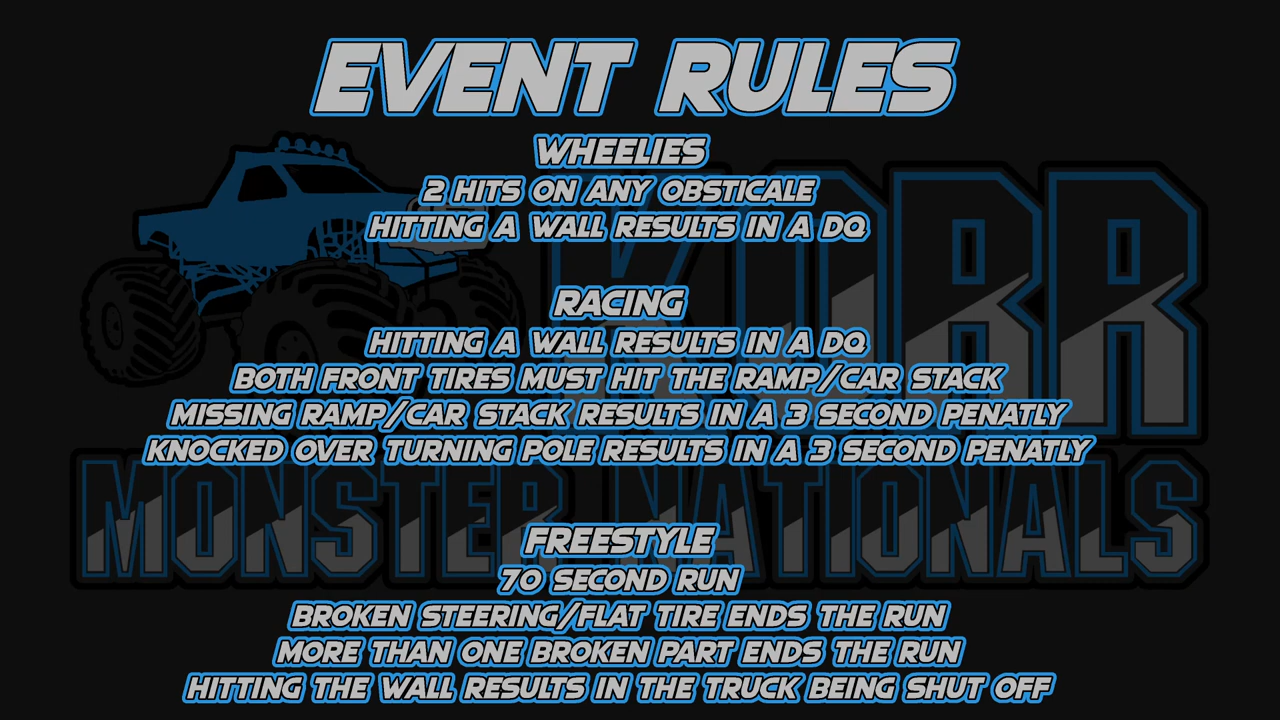 EVENT RULES
WHEELIES
2 HITS ON ANY OBSTICALE
HITTING A WALL RESULTS IN A DQ
RACING
HITTING A WALL RESULTS IN A DQ
BOTH FRONT TIRES MUST HIT THE RAMP/CAR STACK
MISSING RAMP/CAR STACK RESULTS IN A 3 SECOND PENATLY
KNOCKED OVER TURNING POLE RESULTS IN A 3 SECOND PENATLY
MONSTER NATIONALS
FREESTYLE
70 SECOND RUN
BROKEN STEERING/FLAT TIRE ENDS THE RUN
MORE THAN ONE BROKEN PART ENDS THE RUN
HITTING THE WALL RESULTS IN THE TRUCK BEING SHUT OFF